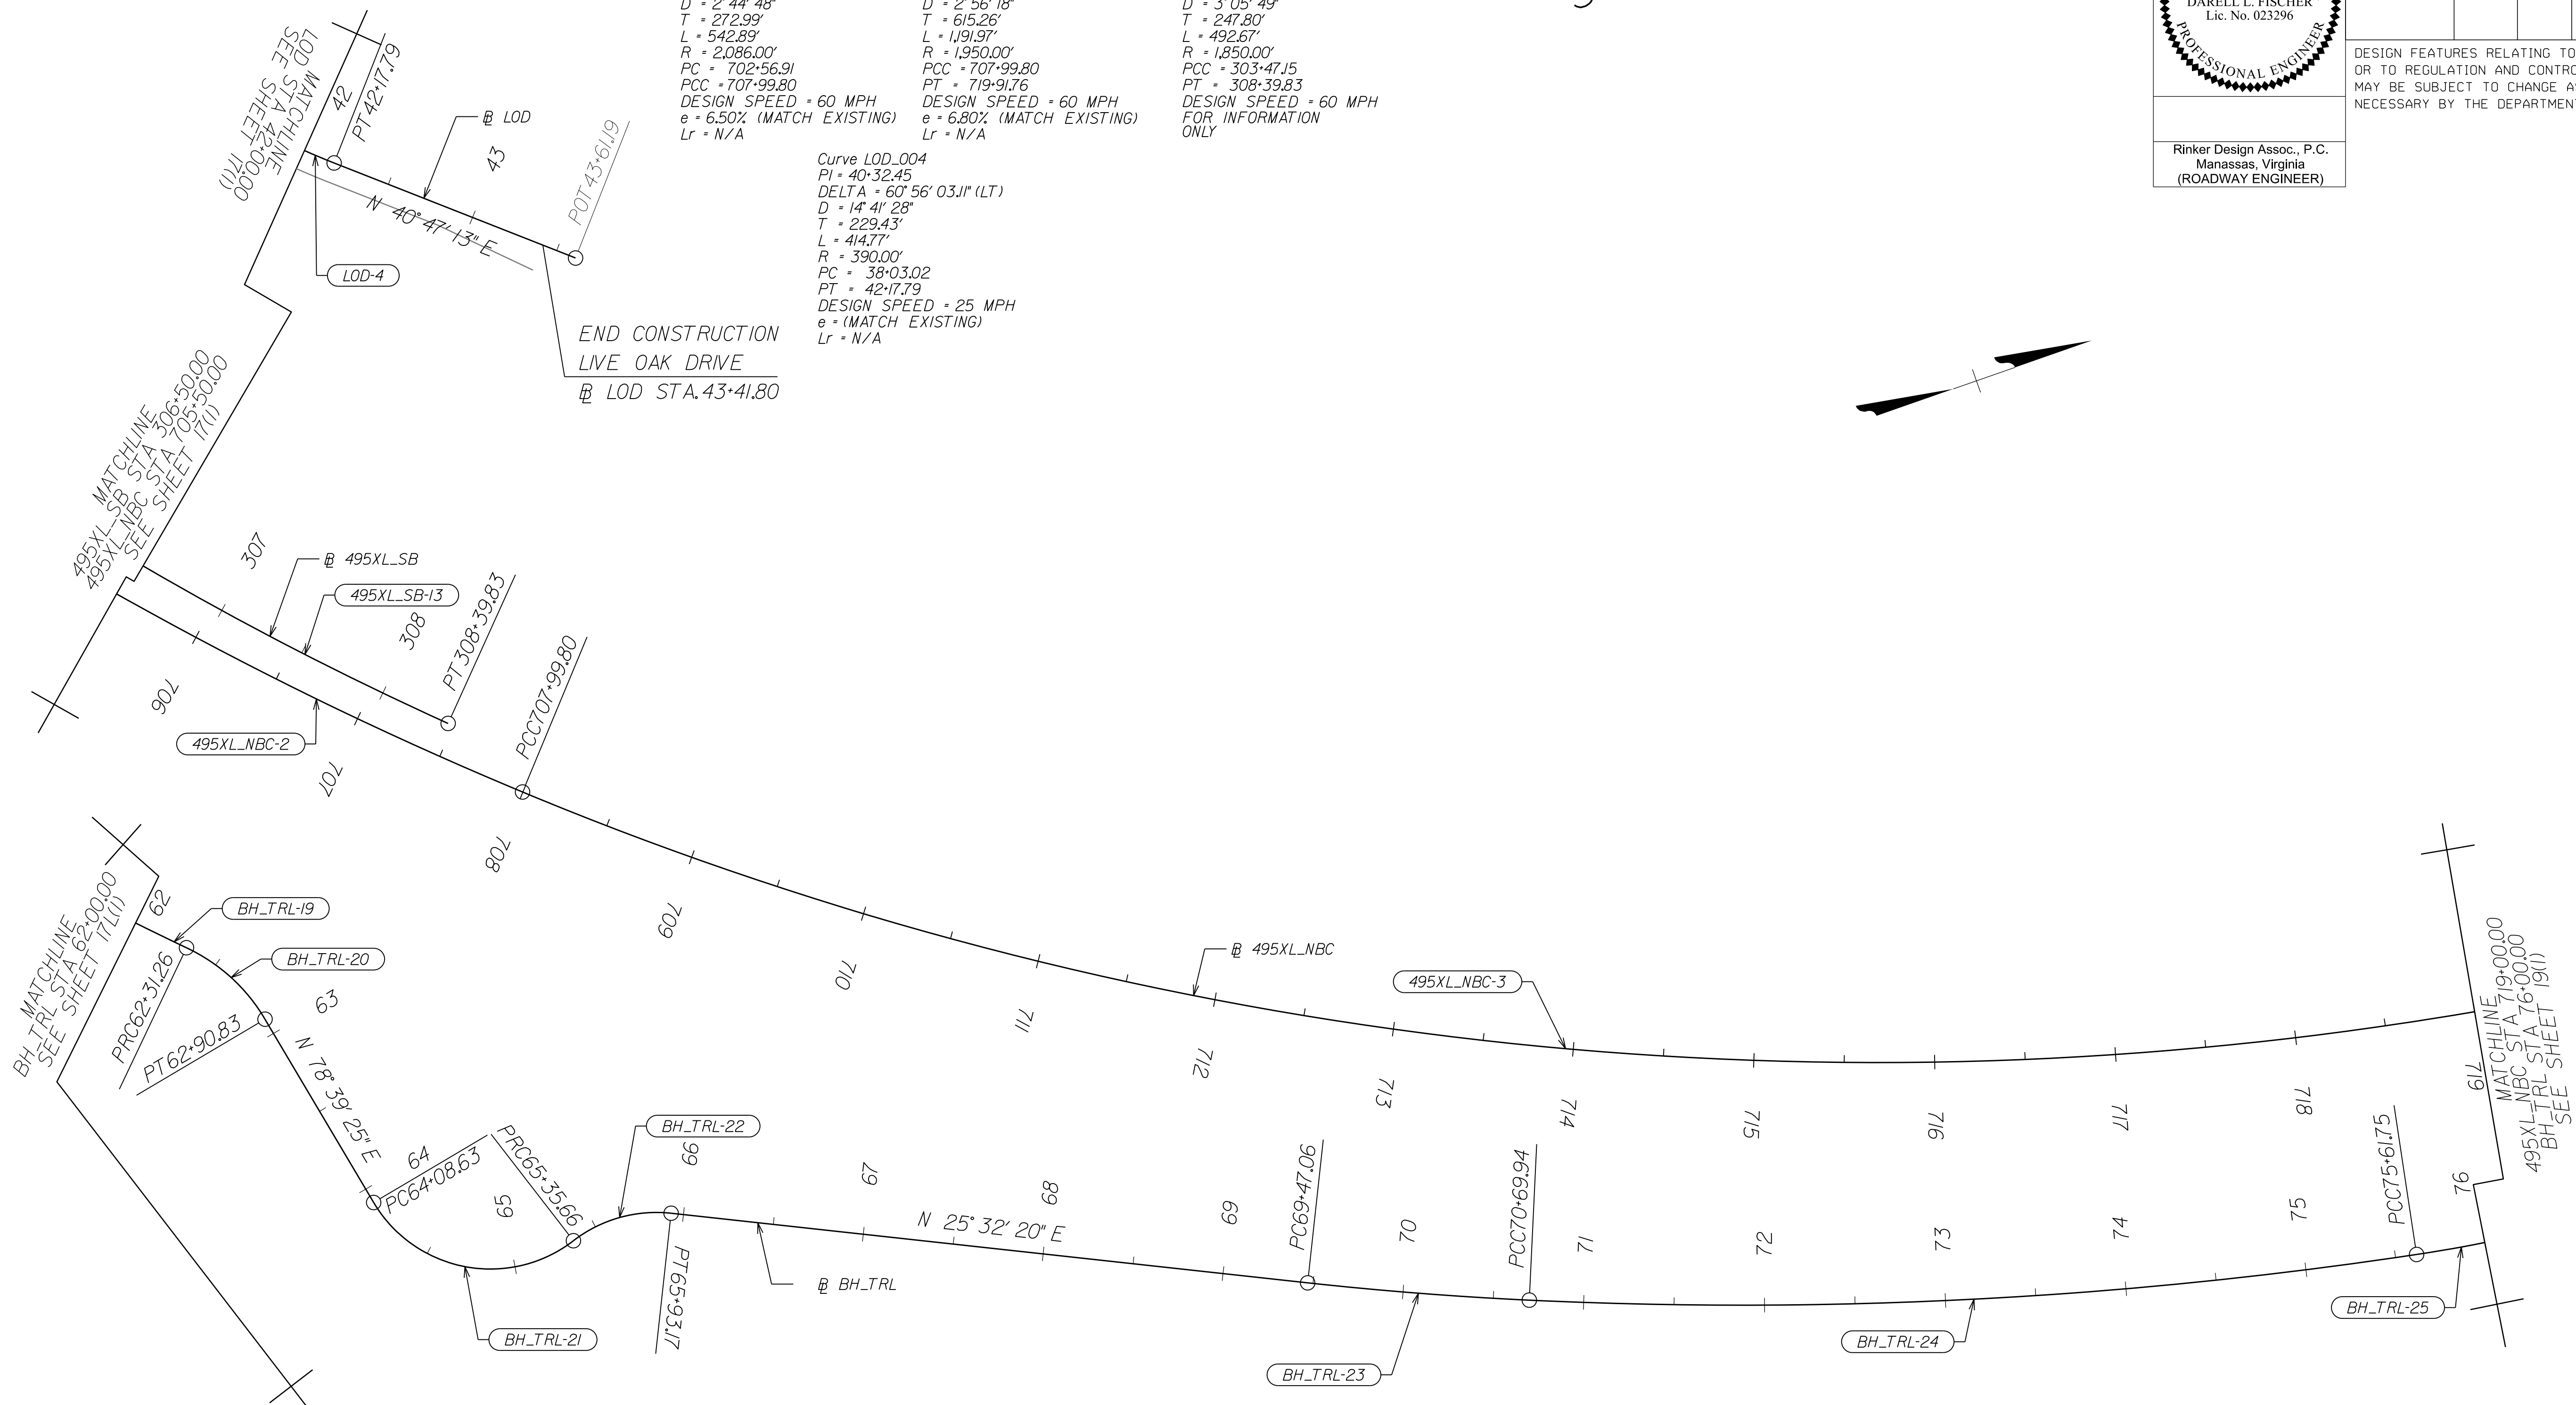 D = 2° 44' 48"
T = 272.99'
L = 542.89'
R = 2,086.00'
PC = 702+56.91
PCC = 707+99.80
DESIGN SPEED = 60 MPH
e = 6.50% (MATCH EXISTING)
Lr = N/A
D = 2° 56' 18"
T = 615.26'
L = 1,191.97'
R = 1,950.00'
PCC = 707+99.80
PT = 719+91.76
DESIGN SPEED = 60 MPH
e = 6.80% (MATCH EXISTING)
Lr = N/A
D = 3° 05' 49"
T = 247.80'
L = 492.67'
R = 1,850.00'
PCC = 303+47.15
PT = 308+39.83
DESIGN SPEED = 60 MPH
FOR INFORMATION
ONLY
Curve LOD_004
PI = 40+32.45
DELTA = 60° 56' 03.11" (LT)
D = 14° 41' 28"
T = 229.43'
L = 414.77'
R = 390.00'
PC = 38+03.02
PT = 42+17.79
DESIGN SPEED = 25 MPH
e = (MATCH EXISTING)
Lr = N/A
DARELL L. FISCHER
Lic. No. 023296
PROFESSIONAL ENGINEER
Rinker Design Assoc., P.C.
Manassas, Virginia
(ROADWAY ENGINEER)
DESIGN FEATURES RELATING TO
OR TO REGULATION AND CONTRO
MAY BE SUBJECT TO CHANGE A
NECESSARY BY THE DEPARTMEN
MATCHLINE
LOD STA 42+00.00
SEE SHEET 17(1)
42
PT 42+17.79
BL LOD
43
POT 43+61.19
N 40° 47' 13" E
LOD-4
END CONSTRUCTION
LIVE OAK DRIVE
BL LOD STA. 43+41.80
MATCHLINE
495XL_SB STA 306+50.00
495XL_NBC STA 705+50.00
SEE SHEET 17(1)
307
BL 495XL_SB
495XL_SB-13
308
PT 308+39.83
PCC 707+99.80
706
495XL_NBC-2
707
708
709
710
711
712
BL 495XL_NBC
495XL_NBC-3
713
714
715
716
717
718
719
MATCHLINE
495XL_NBC STA 719+00.00
BH_TRL STA 76+00.00
SEE SHEET 19(1)
MATCHLINE
BH_TRL STA 62+00.00
SEE SHEET 17L(1)
62
BH_TRL-19
PRC 62+31.26
BH_TRL-20
PT 62+90.83
63
N 78° 39' 25" E
64
PC 64+08.63
65
PRC 65+35.66
BH_TRL-21
BH_TRL-22
66
PT 65+93.17
BL BH_TRL
67
N 25° 32' 20" E
68
69
PC 69+47.06
70
BH_TRL-23
PCC 70+69.94
71
72
73
BH_TRL-24
74
75
PCC 75+61.75
76
BH_TRL-25